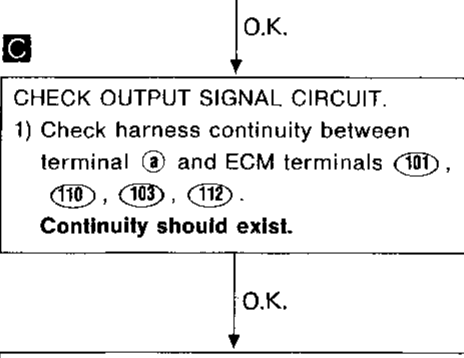 O.K.
C
CHECK OUTPUT SIGNAL CIRCUIT.
1) Check harness continuity between
terminal ⓐ and ECM terminals 101 ,
110 , 103 , 112 .
Continuity should exist.
O.K.